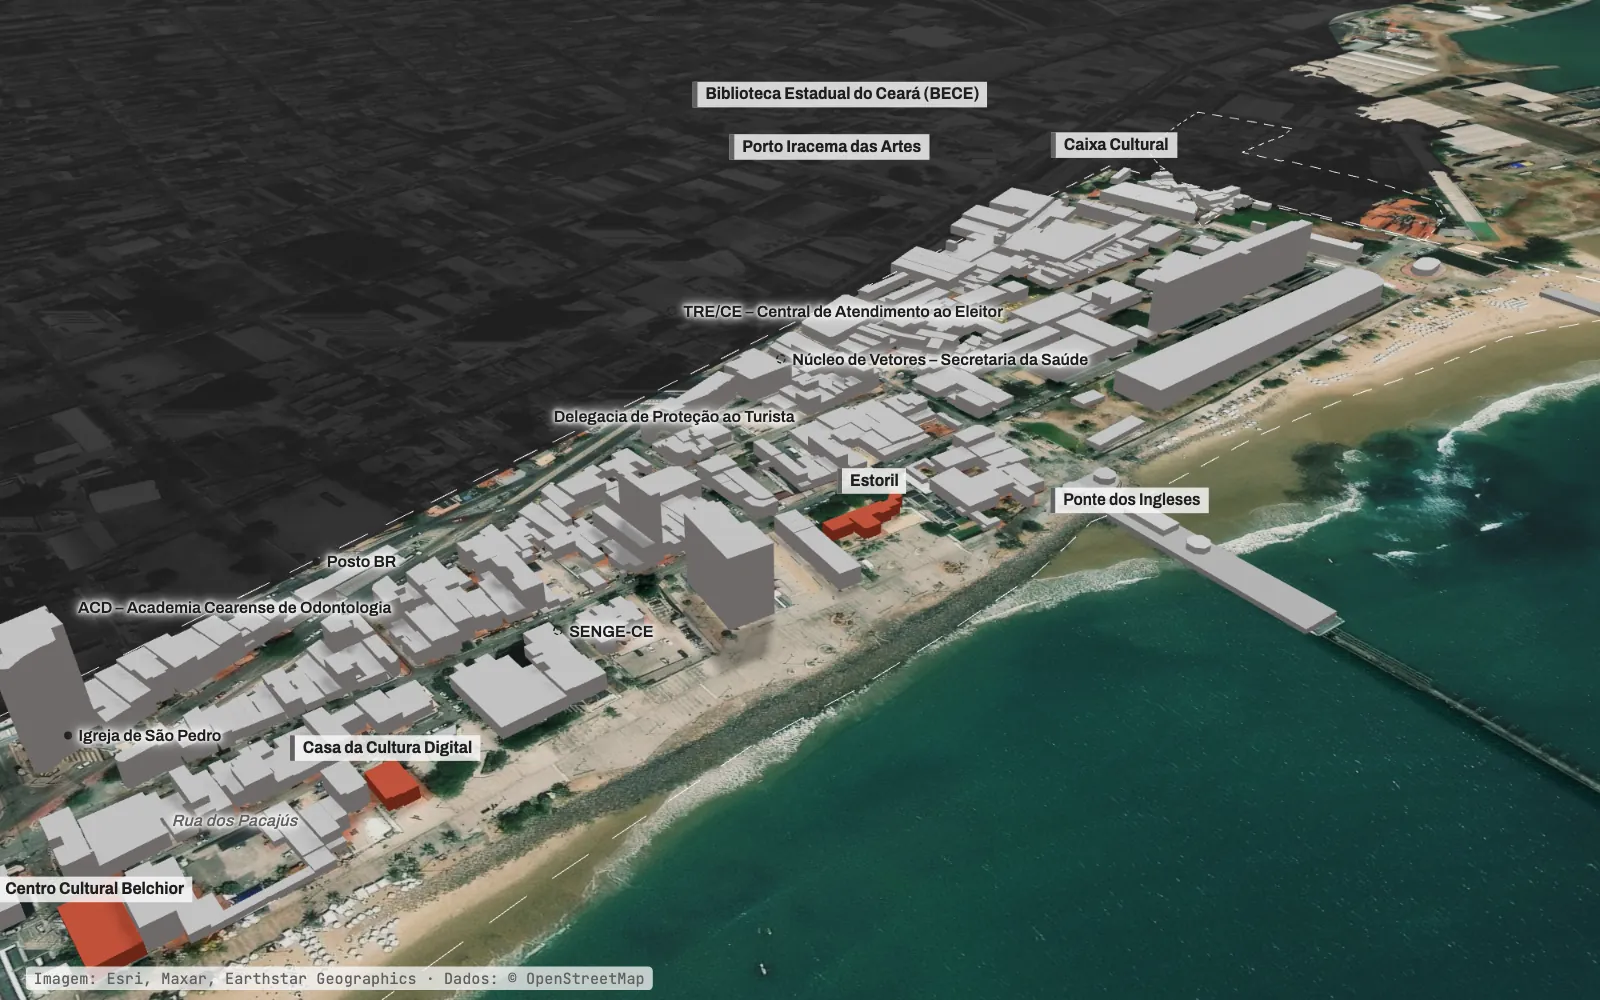 Biblioteca Estadual do Ceará (BECE)
Porto Iracema das Artes
Caixa Cultural
TRE/CE – Central de Atendimento ao Eleitor
Núcleo de Vetores – Secretaria da Saúde
Delegacia de Proteção ao Turista
Estoril
Ponte dos Ingleses
Posto BR
ACD – Academia Cearense de Odontologia
SENGE-CE
Igreja de São Pedro
Casa da Cultura Digital
Rua dos Pacajús
Centro Cultural Belchior
Imagem: Esri, Maxar, Earthstar Geographics · Dados: © OpenStreetMap